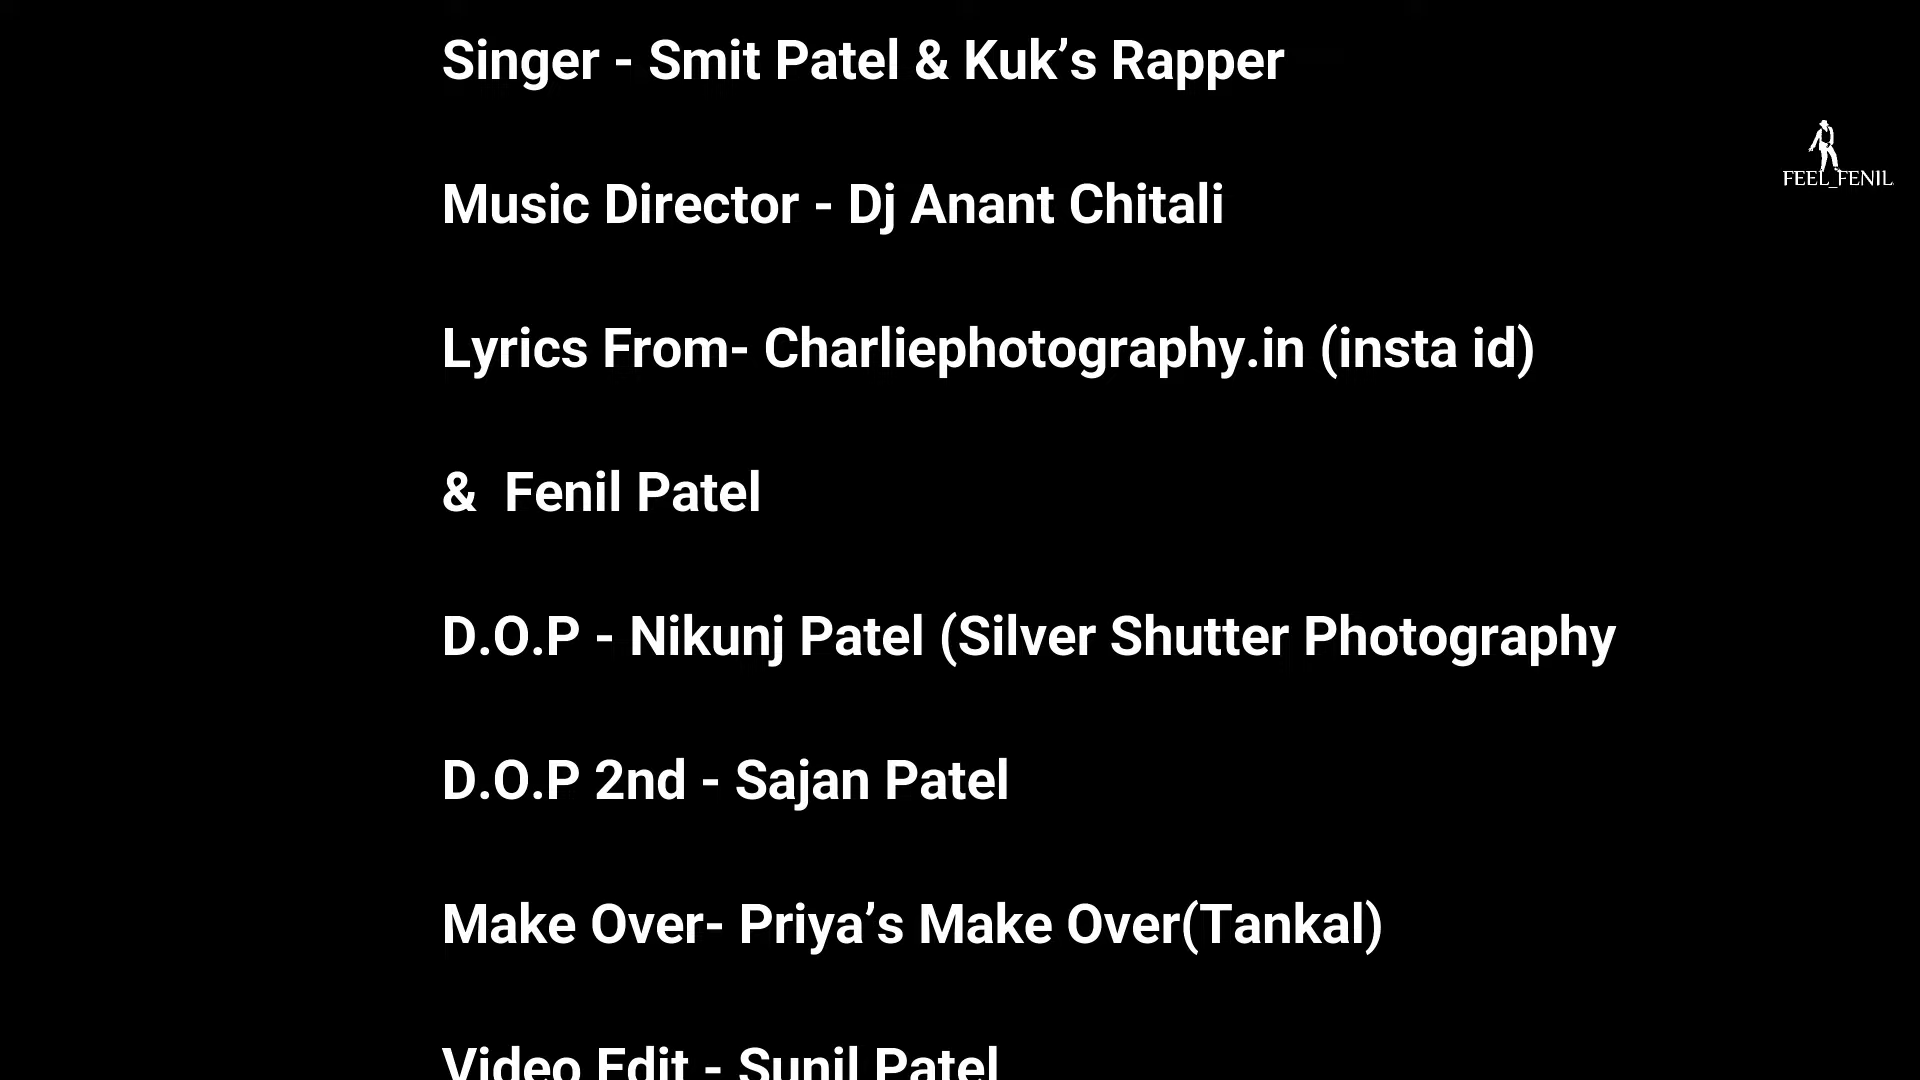 Singer - Smit Patel & Kuk’s Rapper
FEEL_FENIL
Music Director - Dj Anant Chitali
Lyrics From- Charliephotography.in (insta id)
&  Fenil Patel
D.O.P - Nikunj Patel (Silver Shutter Photography
D.O.P 2nd - Sajan Patel
Make Over- Priya’s Make Over(Tankal)
Video Edit - Sunil Patel